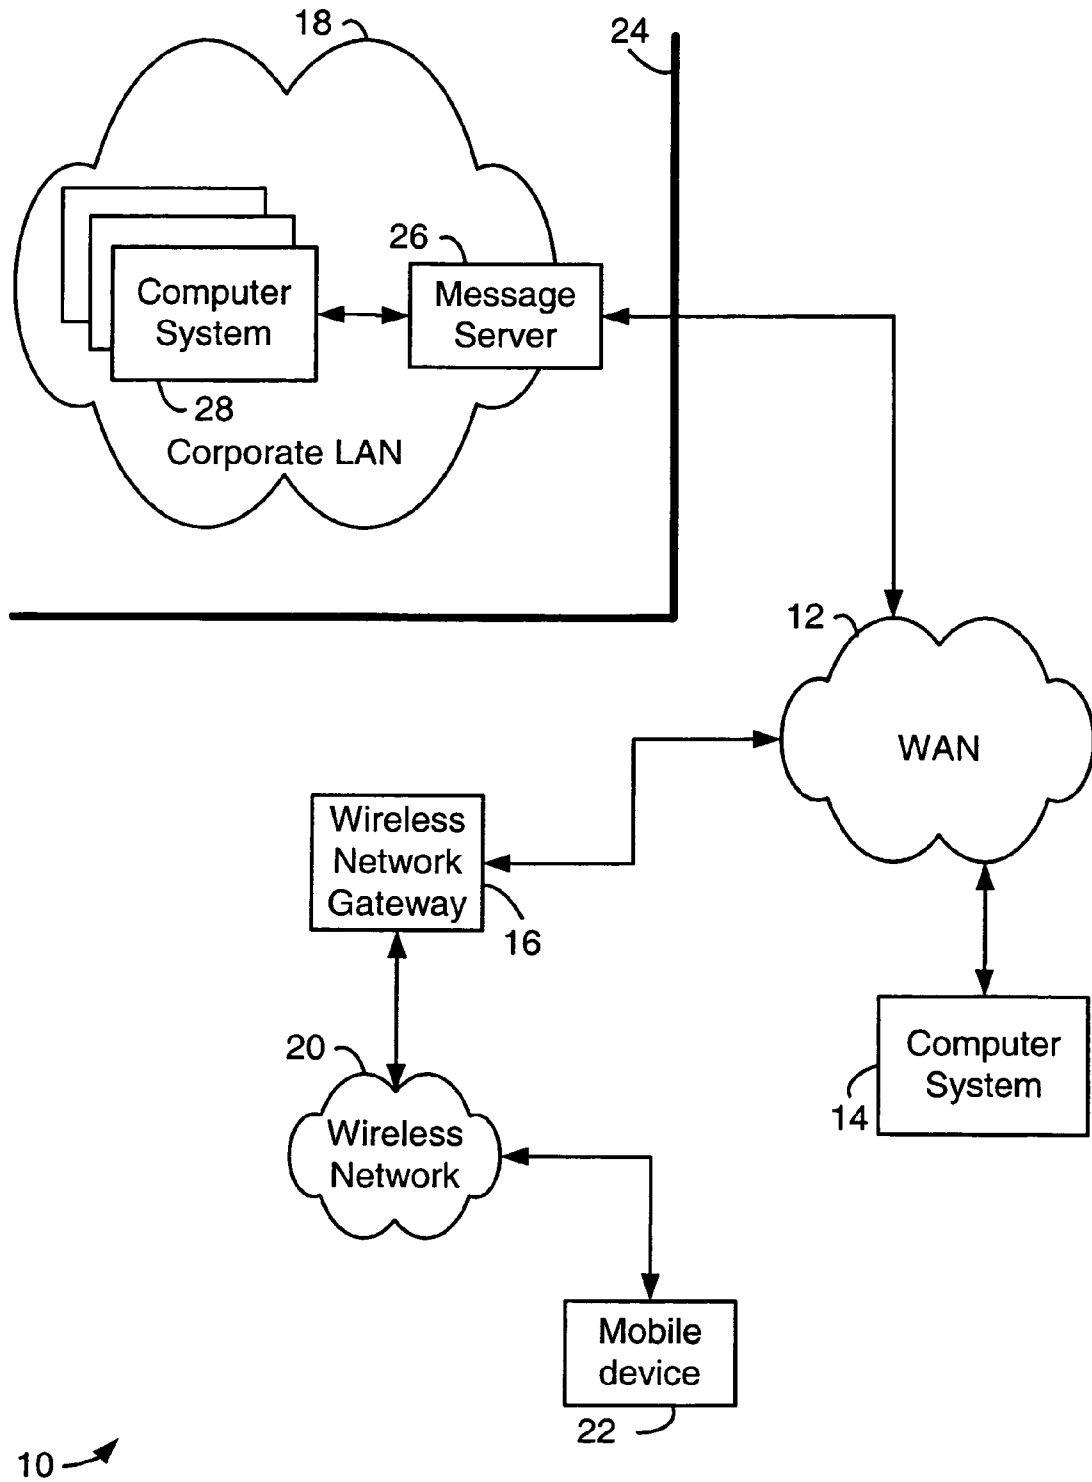 18
24
26
Computer
System
Message
Server
28
Corporate LAN
12
WAN
Wireless
Network
Gateway
16
20
Computer
System
14
Wireless
Network
Mobile
device
22
10